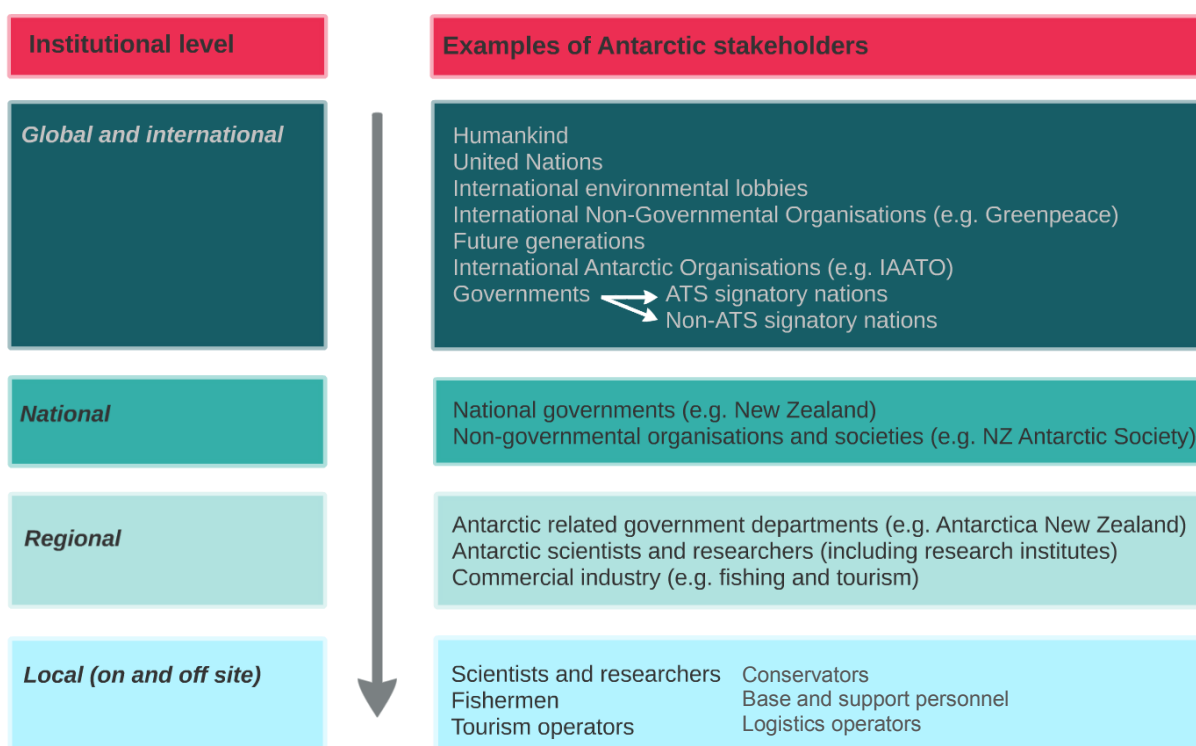 Institutional level
Examples of Antarctic stakeholders
Global and international
Humankind
United Nations
International environmental lobbies
International Non-Governmental Organisations (e.g. Greenpeace)
Future generations
International Antarctic Organisations (e.g. IAATO)
Governments ATS signatory nations
Non-ATS signatory nations
National
National governments (e.g. New Zealand)
Non-governmental organisations and societies (e.g. NZ Antarctic Society)
Regional
Antarctic related government departments (e.g. Antarctica New Zealand)
Antarctic scientists and researchers (including research institutes)
Commercial industry (e.g. fishing and tourism)
Local (on and off site)
Scientists and researchers
Fishermen
Tourism operators
Conservators
Base and support personnel
Logistics operators